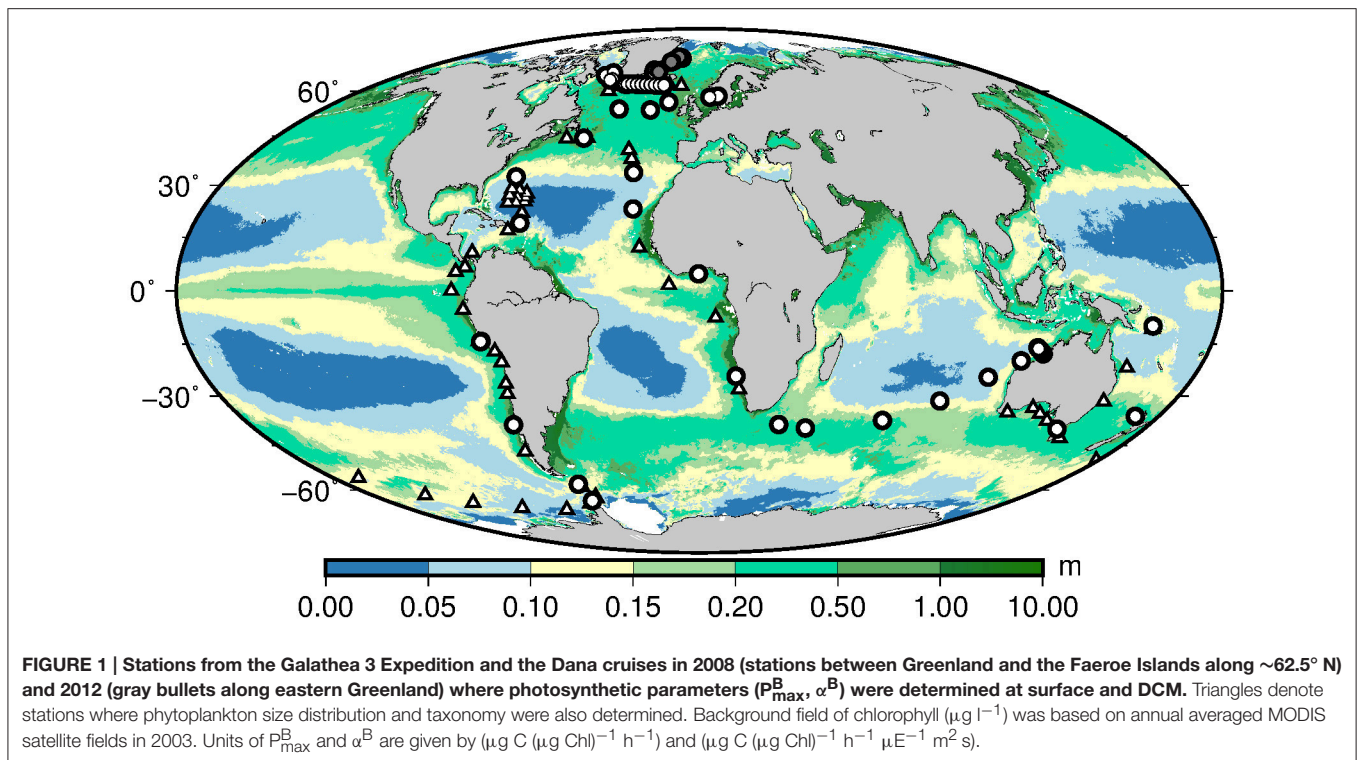 60°
30°
0°
−30°
−60°
m
0.00 0.05 0.10 0.15 0.20 0.50 1.00 10.00
FIGURE 1 | Stations from the Galathea 3 Expedition and the Dana cruises in 2008 (stations between Greenland and the Faeroe Islands along ~62.5° N)
and 2012 (gray bullets along eastern Greenland) where photosynthetic parameters (P^B_max, α^B) were determined at surface and DCM. Triangles denote
stations where phytoplankton size distribution and taxonomy were also determined. Background field of chlorophyll (μg l^−1) was based on annual averaged MODIS
satellite fields in 2003. Units of P^B_max and α^B are given by (μg C (μg Chl)^−1 h^−1) and (μg C (μg Chl)^−1 h^−1 μE^−1 m^2 s).